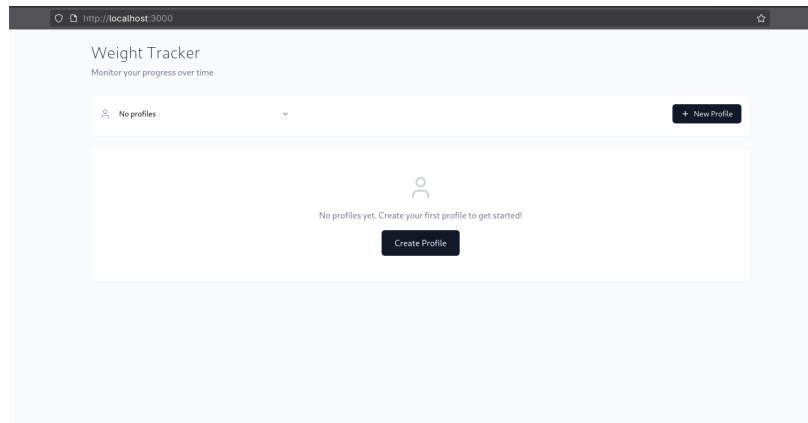 http://localhost:3000
Weight Tracker
Monitor your progress over time
No profiles
+ New Profile
No profiles yet. Create your first profile to get started!
Create Profile